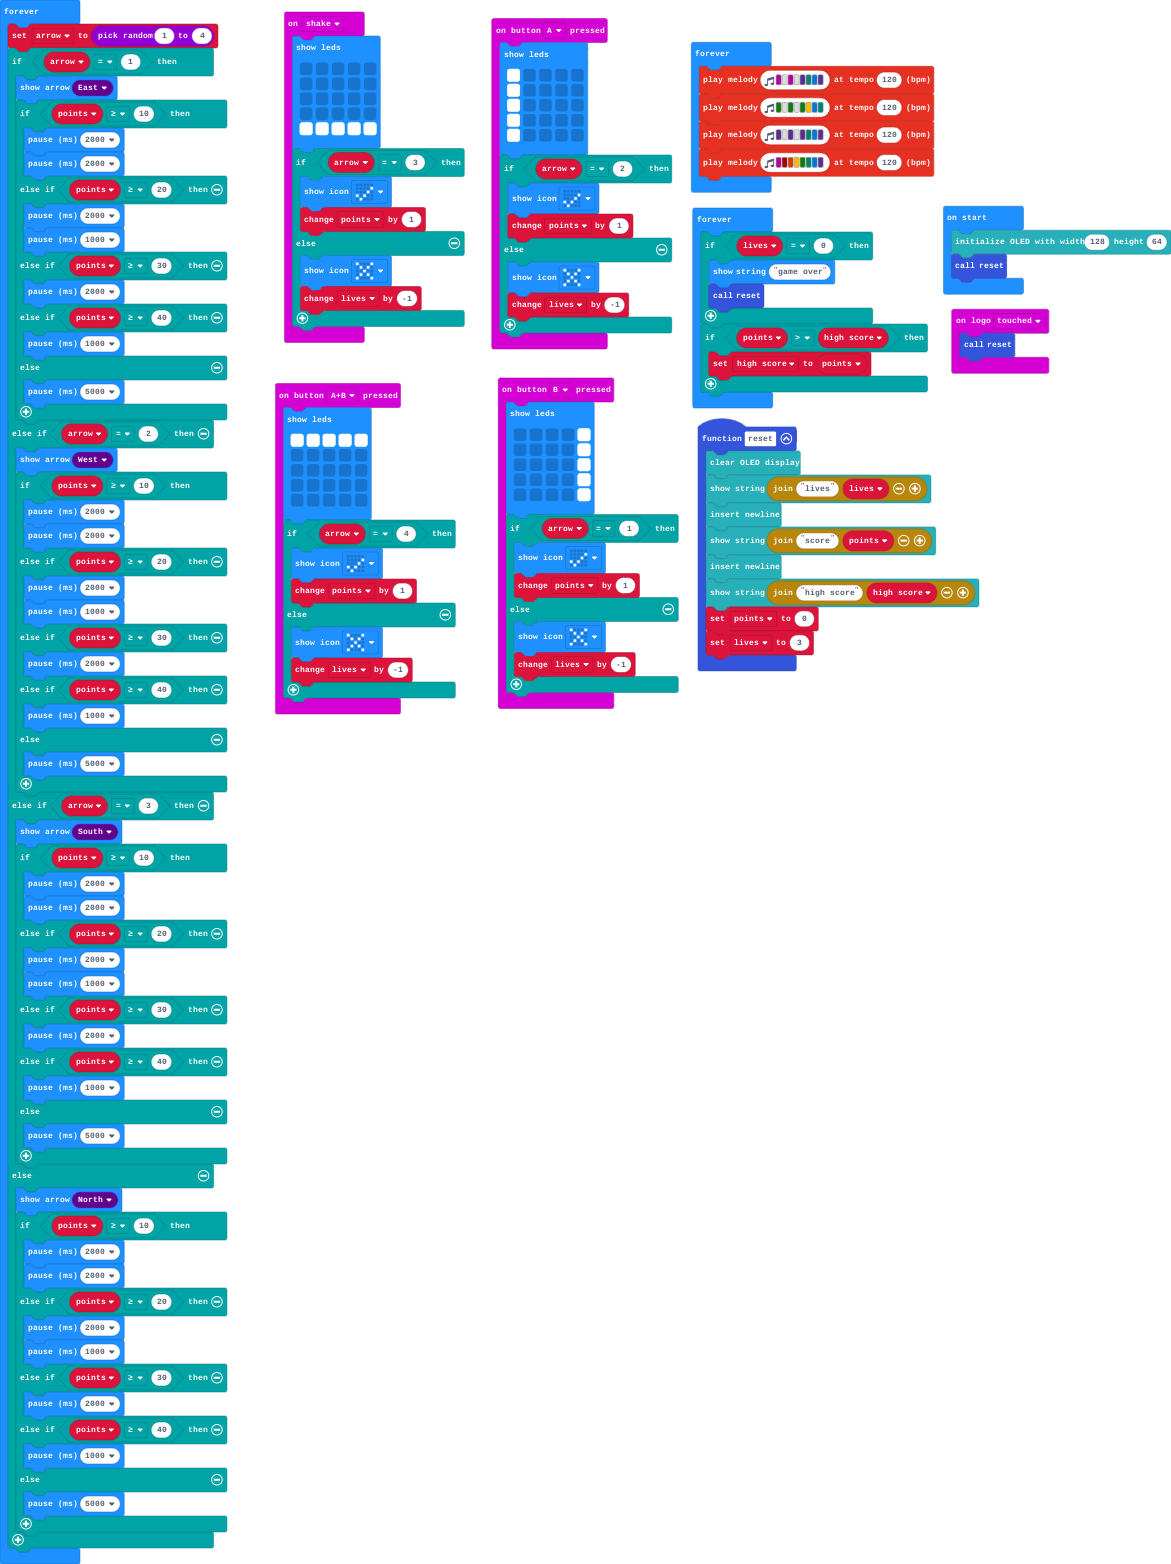 forever
set arrow to pick random 1 to 4
if arrow = 1 then
show arrow East
if points ≥ 10 then
pause (ms) 2000
pause (ms) 2000
else if points ≥ 20 then
pause (ms) 2000
pause (ms) 1000
else if points ≥ 30 then
pause (ms) 2000
else if points ≥ 40 then
pause (ms) 1000
else
pause (ms) 5000
else if arrow = 2 then
show arrow West
if points ≥ 10 then
pause (ms) 2000
pause (ms) 2000
else if points ≥ 20 then
pause (ms) 2000
pause (ms) 1000
else if points ≥ 30 then
pause (ms) 2000
else if points ≥ 40 then
pause (ms) 1000
else
pause (ms) 5000
else if arrow = 3 then
show arrow South
if points ≥ 10 then
pause (ms) 2000
pause (ms) 2000
else if points ≥ 20 then
pause (ms) 2000
pause (ms) 1000
else if points ≥ 30 then
pause (ms) 2000
else if points ≥ 40 then
pause (ms) 1000
else
pause (ms) 5000
else
show arrow North
if points ≥ 10 then
pause (ms) 2000
pause (ms) 2000
else if points ≥ 20 then
pause (ms) 2000
pause (ms) 1000
else if points ≥ 30 then
pause (ms) 2000
else if points ≥ 40 then
pause (ms) 1000
else
pause (ms) 5000
on shake
show leds
if arrow = 3 then
show icon
change points by 1
else
show icon
change lives by -1
on button A+B pressed
show leds
if arrow = 4 then
show icon
change points by 1
else
show icon
change lives by -1
on button A pressed
show leds
if arrow = 2 then
show icon
change points by 1
else
show icon
change lives by -1
on button B pressed
show leds
if arrow = 1 then
show icon
change points by 1
else
show icon
change lives by -1
forever
play melody at tempo 120 (bpm)
play melody at tempo 120 (bpm)
play melody at tempo 120 (bpm)
play melody at tempo 120 (bpm)
forever
if lives = 0 then
show string "game over"
call reset
if points > high score then
set high score to points
function reset
clear OLED display
show string join "lives" lives
insert newline
show string join "score" points
insert newline
show string join "high score" high score
set points to 0
set lives to 3
on start
initialize OLED with width 128 height 64
call reset
on logo touched
call reset